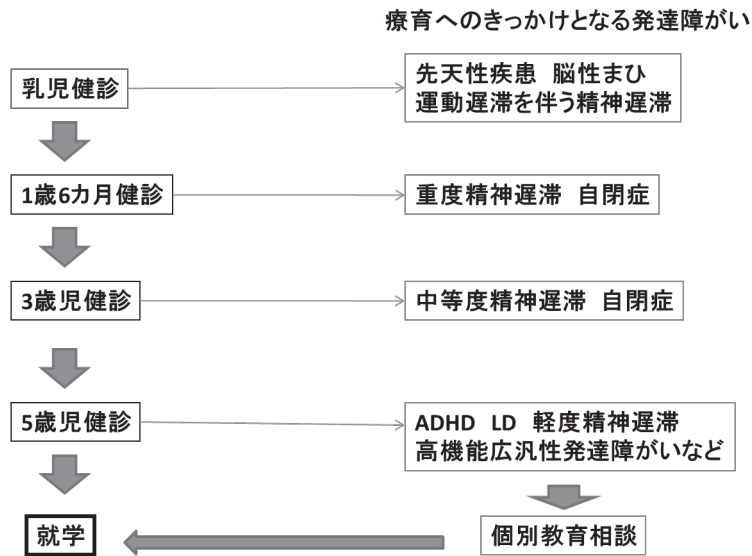 療育へのきっかけとなる発達障がい
乳児健診
先天性疾患 脳性まひ
運動遅滞を伴う精神遅滞
1歳6カ月健診
重度精神遅滞 自閉症
3歳児健診
中等度精神遅滞 自閉症
5歳児健診
ADHD LD 軽度精神遅滞
高機能広汎性発達障がいなど
就学
個別教育相談